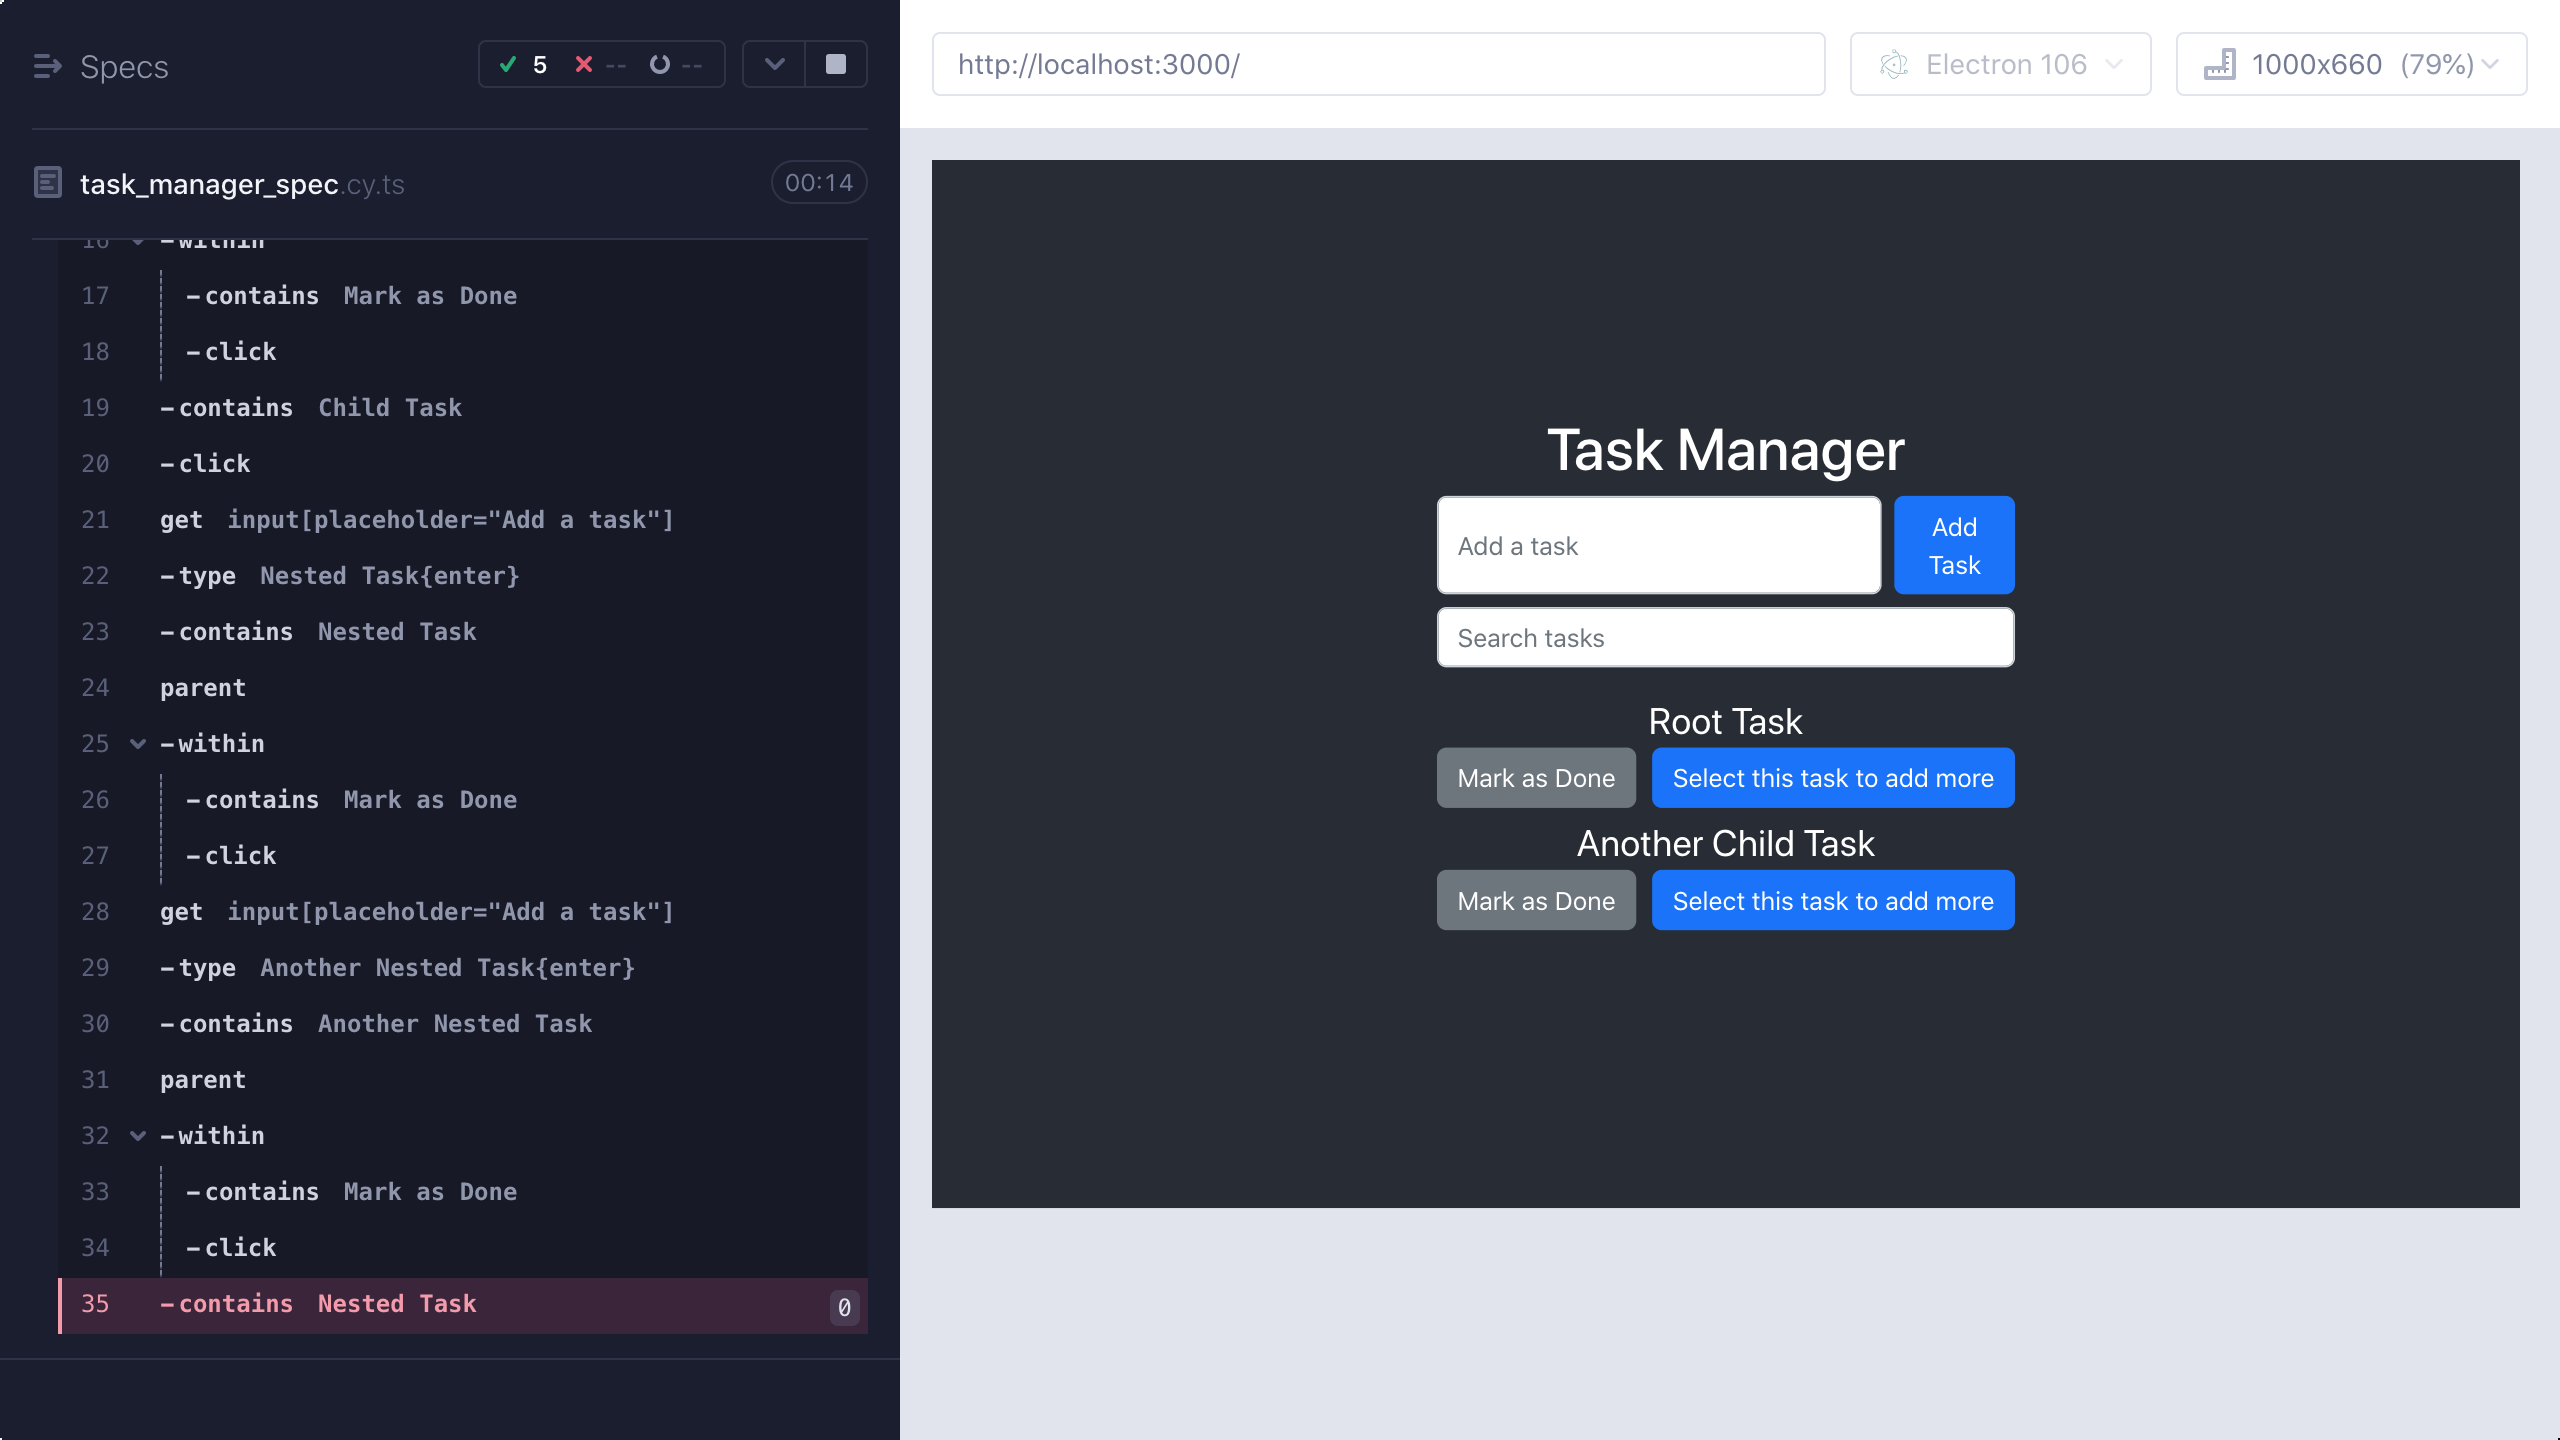 Specs
5 -- --
task_manager_spec.cy.ts 00:14
16 -within
17 -contains Mark as Done
18 -click
19 -contains Child Task
20 -click
21 get input[placeholder="Add a task"]
22 -type Nested Task{enter}
23 -contains Nested Task
24 parent
25 -within
26 -contains Mark as Done
27 -click
28 get input[placeholder="Add a task"]
29 -type Another Nested Task{enter}
30 -contains Another Nested Task
31 parent
32 -within
33 -contains Mark as Done
34 -click
35 -contains Nested Task 0
http://localhost:3000/
Electron 106
1000x660 (79%)
Task Manager
Add a task
Add
Task
Search tasks
Root Task
Mark as Done Select this task to add more
Another Child Task
Mark as Done Select this task to add more